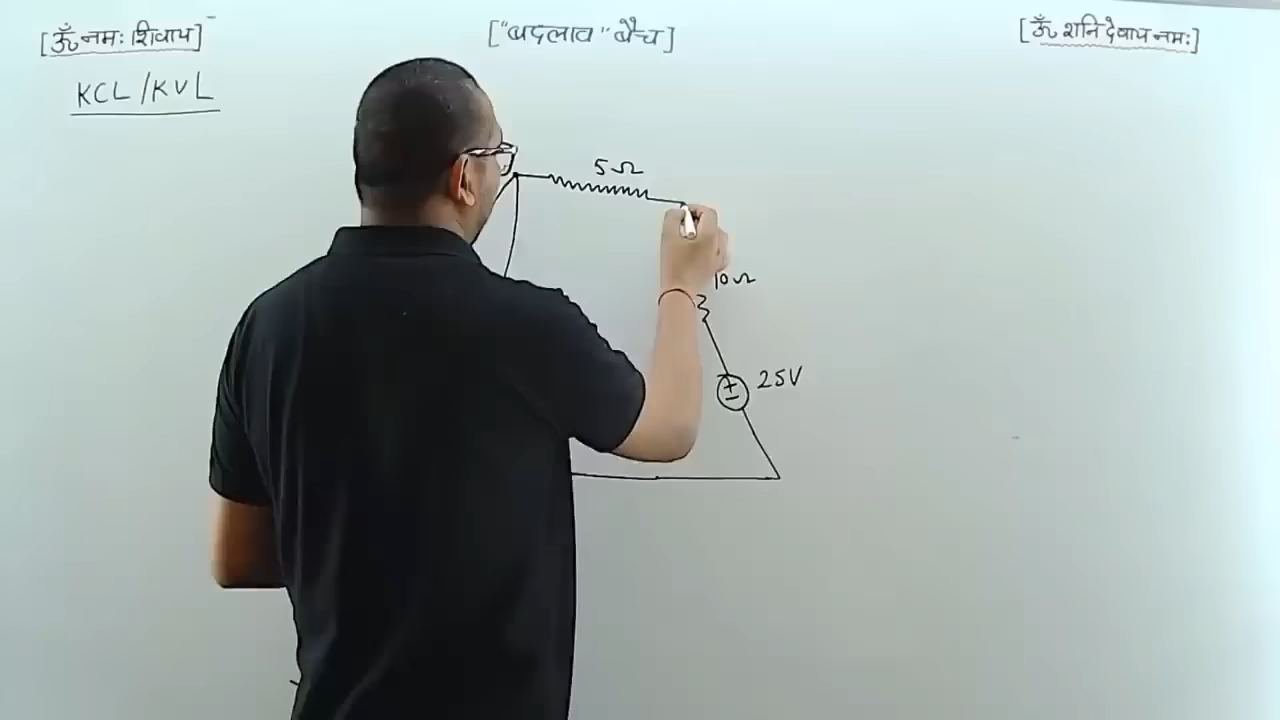 [ॐ नमः शिवाय]
["बदलाव" बैच]
[ॐ शनि देवाय नमः]
KCL/KVL
5Ω
10Ω
+
25V